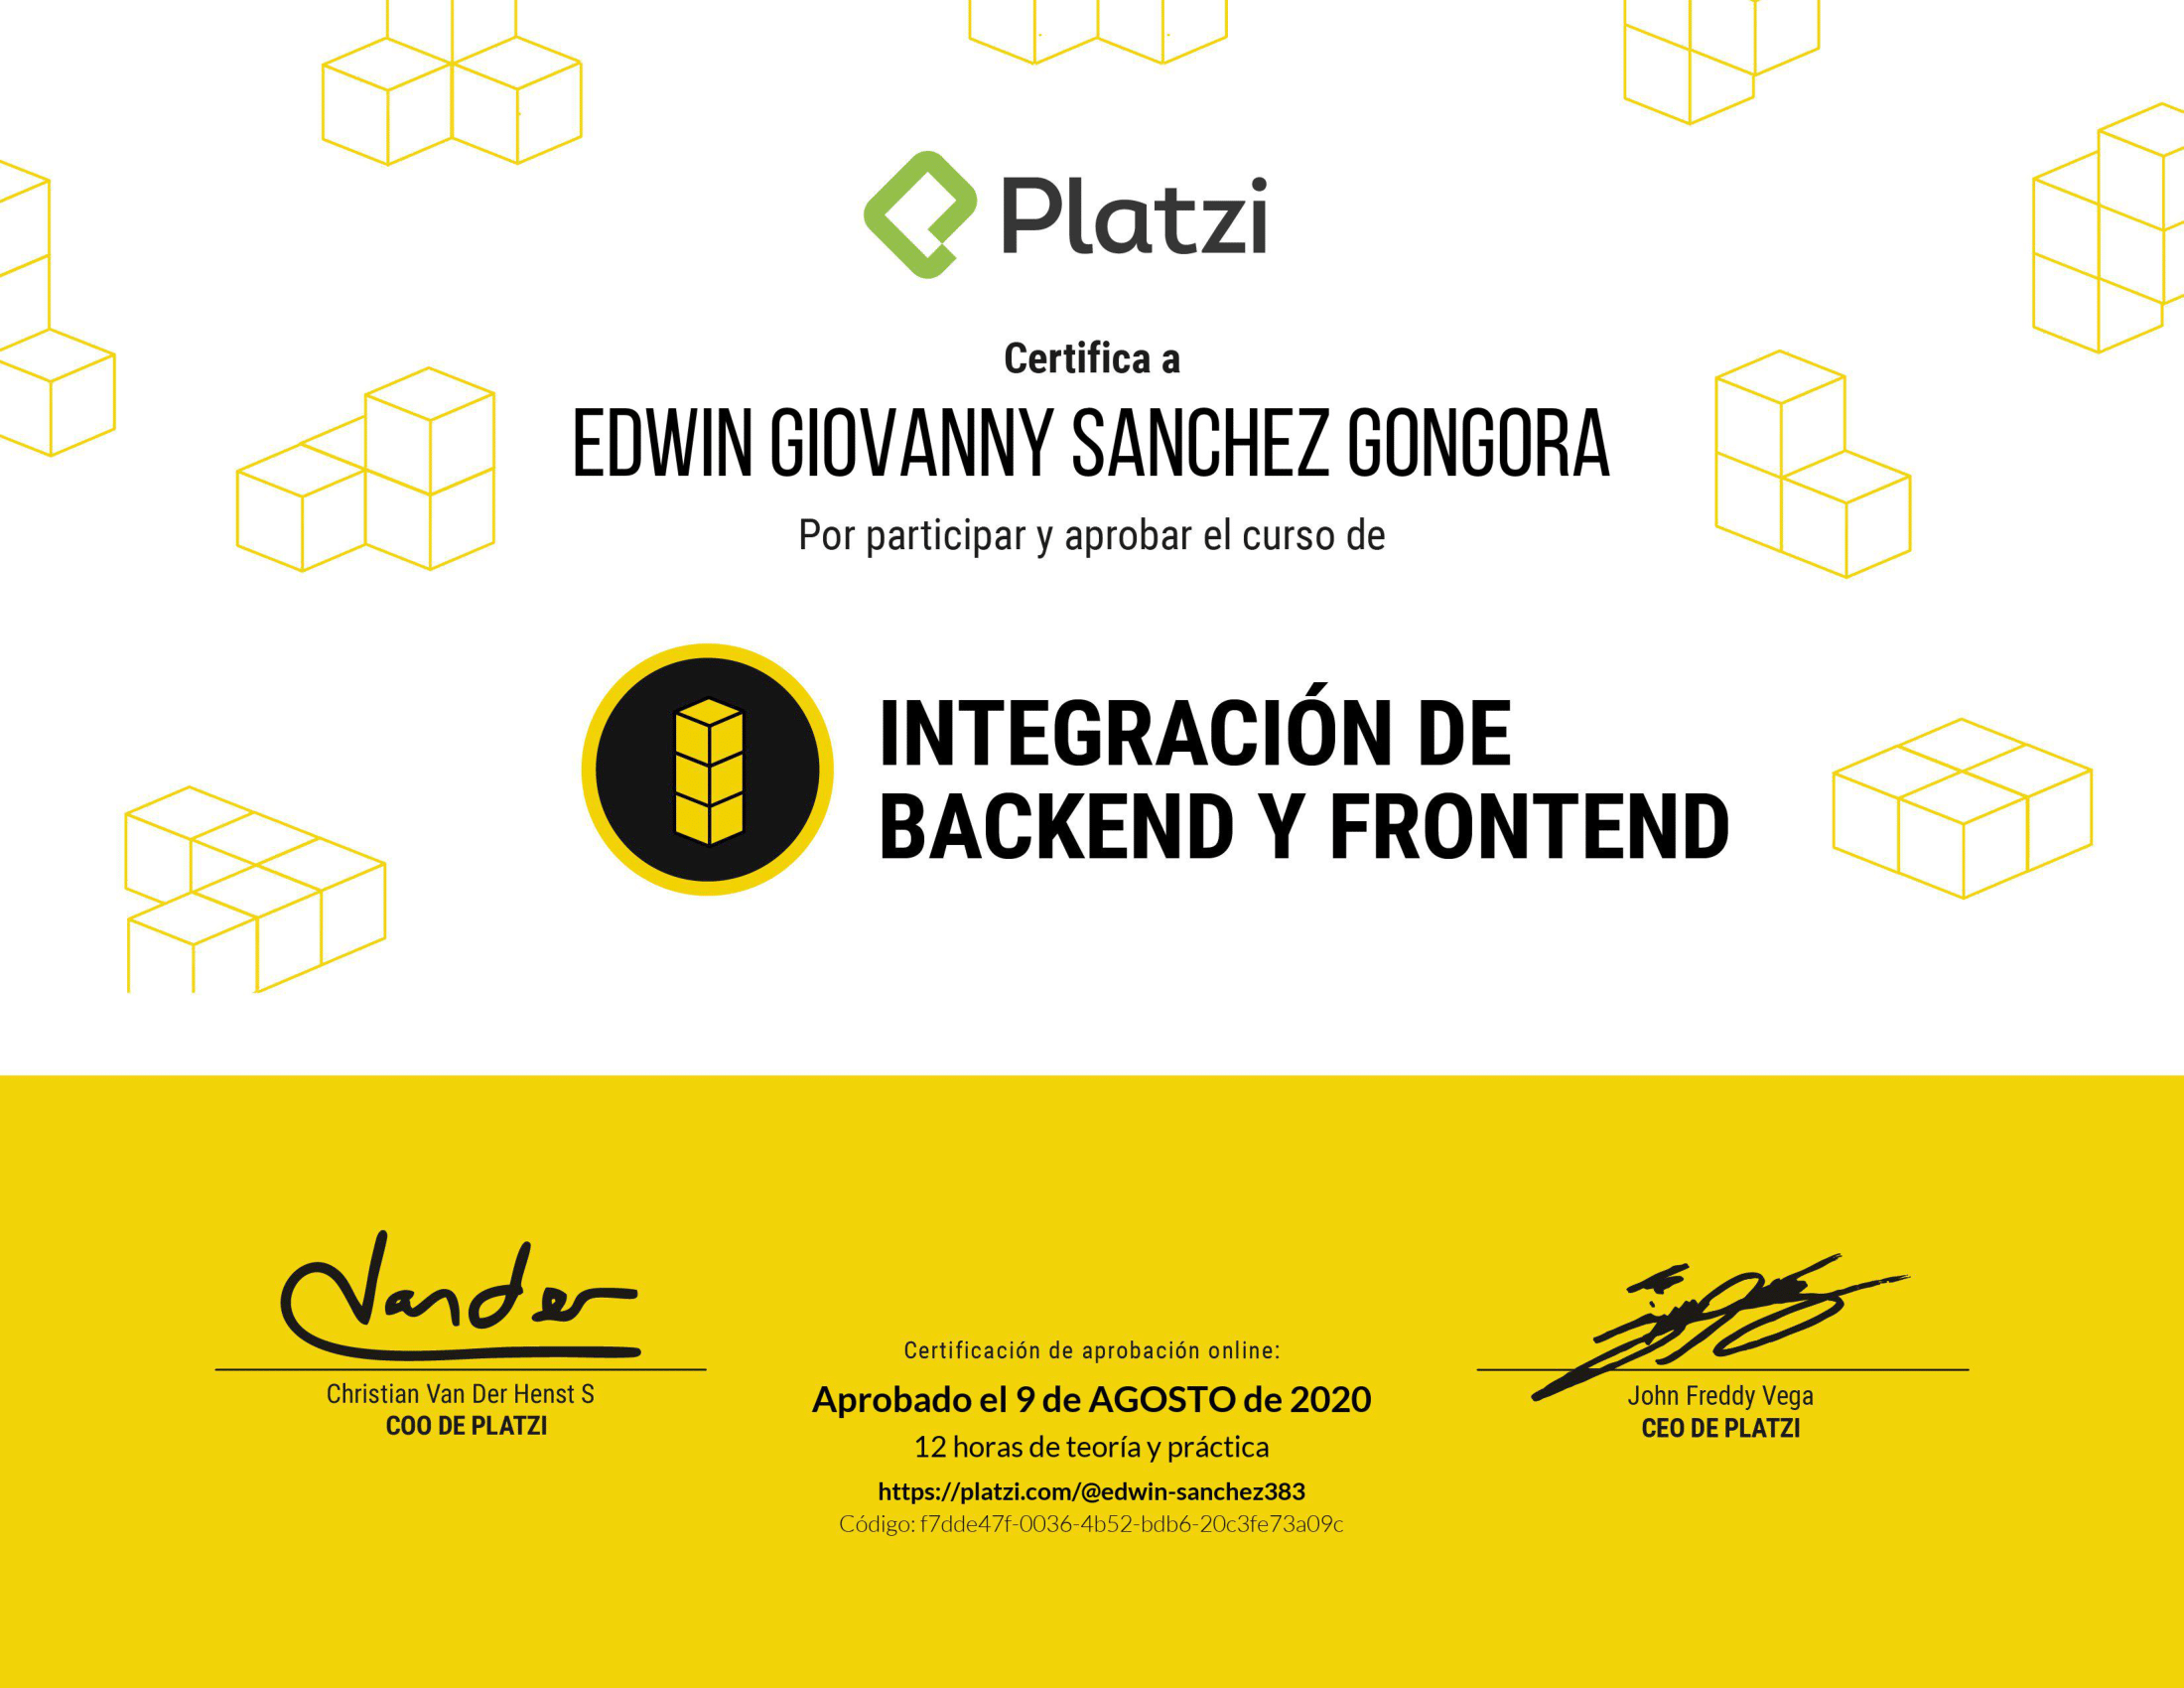 Platzi
Certifica a
EDWIN GIOVANNY SANCHEZ GONGORA
Por participar y aprobar el curso de
INTEGRACIÓN DE
BACKEND Y FRONTEND
Vander
Christian Van Der Henst S
COO DE PLATZI
Certificación de aprobación online:
Aprobado el 9 de AGOSTO de 2020
12 horas de teoría y práctica
https://platzi.com/@edwin-sanchez383
Código: f7dde47f-0036-4b52-bdb6-20c3fe73a09c
John Freddy Vega
CEO DE PLATZI